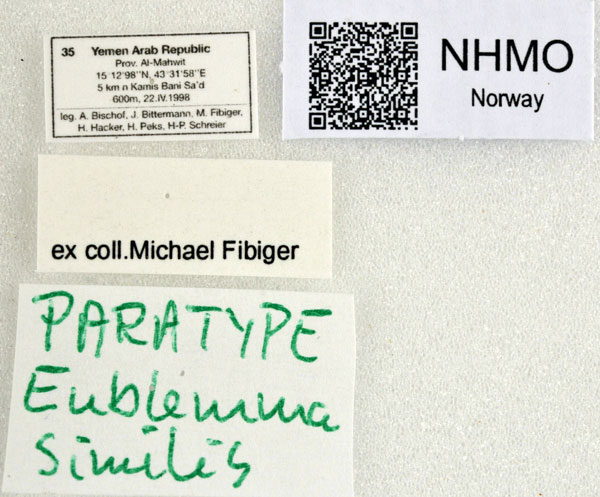 35 Yemen Arab Republic
Prov. Al-Mahwit
15 12'98''N, 43 31'58''E
5 km n Kamis Bani Sa'd
600m, 22.IV.1998
leg. A. Bischof, J. Bittermann, M. Fibiger,
H. Hacker, H. Peks, H-P. Schreier
NHMO
Norway
ex coll.Michael Fibiger
PARATYPE
Eublemma
similis